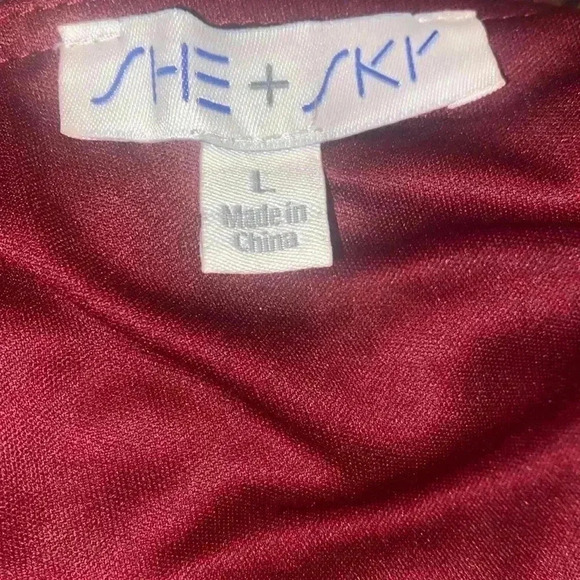 SHE + SKY
L
Made in
China